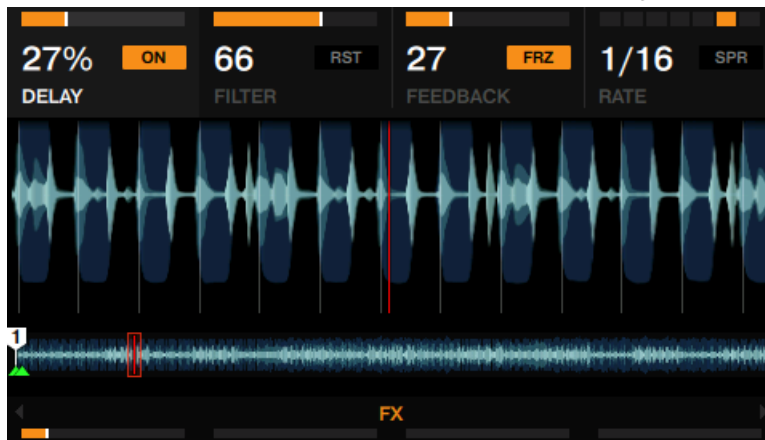 27% ON 66 RST 27 FRZ 1/16 SPR
DELAY FILTER FEEDBACK RATE
1
FX